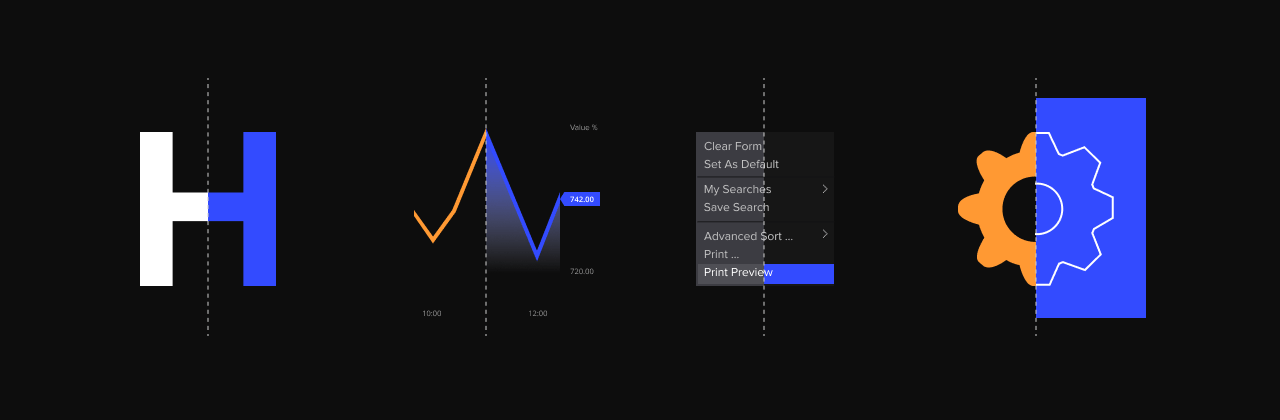 H
Value %
742.00
720.00
10:00 12:00
Clear Form
Set As Default
My Searches
Save Search
Advanced Sort ...
Print ...
Print Preview